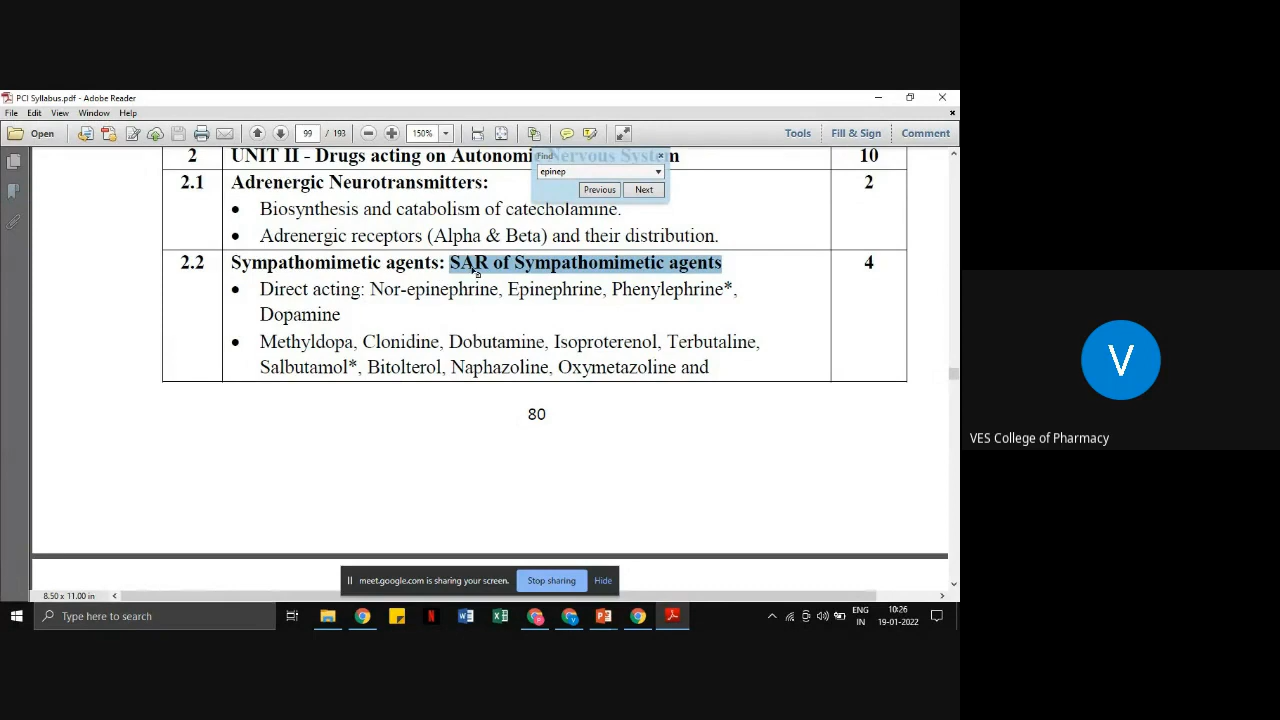 PCI Syllabus.pdf - Adobe Reader
File Edit View Window Help
Open 99 / 193 150% Tools Fill & Sign Comment
2 UNIT II - Drugs acting on Autonomic Nervous System 10
Find
epinep
Previous Next
2.1 Adrenergic Neurotransmitters: 2
• Biosynthesis and catabolism of catecholamine.
• Adrenergic receptors (Alpha & Beta) and their distribution.
2.2 Sympathomimetic agents: SAR of Sympathomimetic agents 4
• Direct acting: Nor-epinephrine, Epinephrine, Phenylephrine*,
Dopamine
• Methyldopa, Clonidine, Dobutamine, Isoproterenol, Terbutaline,
Salbutamol*, Bitolterol, Naphazoline, Oxymetazoline and
80
V
VES College of Pharmacy
meet.google.com is sharing your screen. Stop sharing Hide
8.50 x 11.00 in
Type here to search
ENG
IN
10:26
19-01-2022